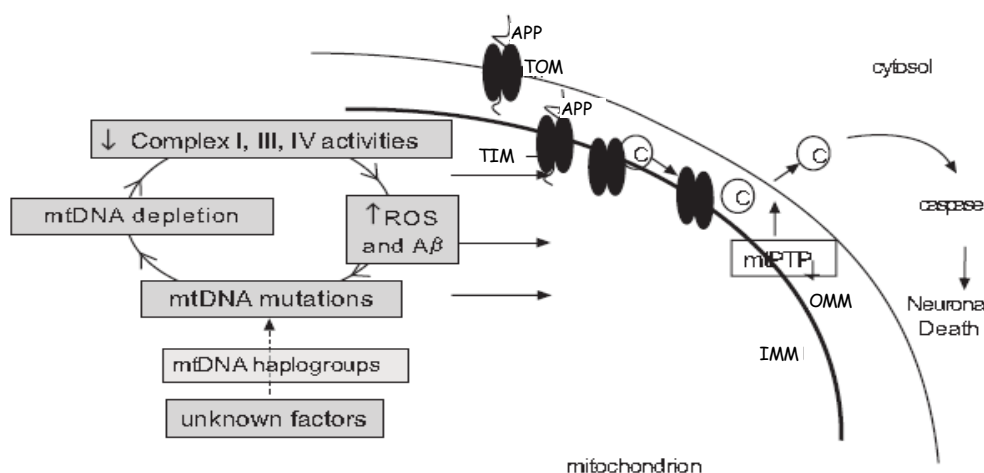 APP
TOM
cytosol
APP
↓ Complex I, III, IV activities
TIM
C
C
C
mtDNA depletion
↑ROS
and Aβ
caspase
mtPTP
mtDNA mutations
OMM
Neurona
Death
IMM
mtDNA haplogroups
unknown factors
mitochondrion